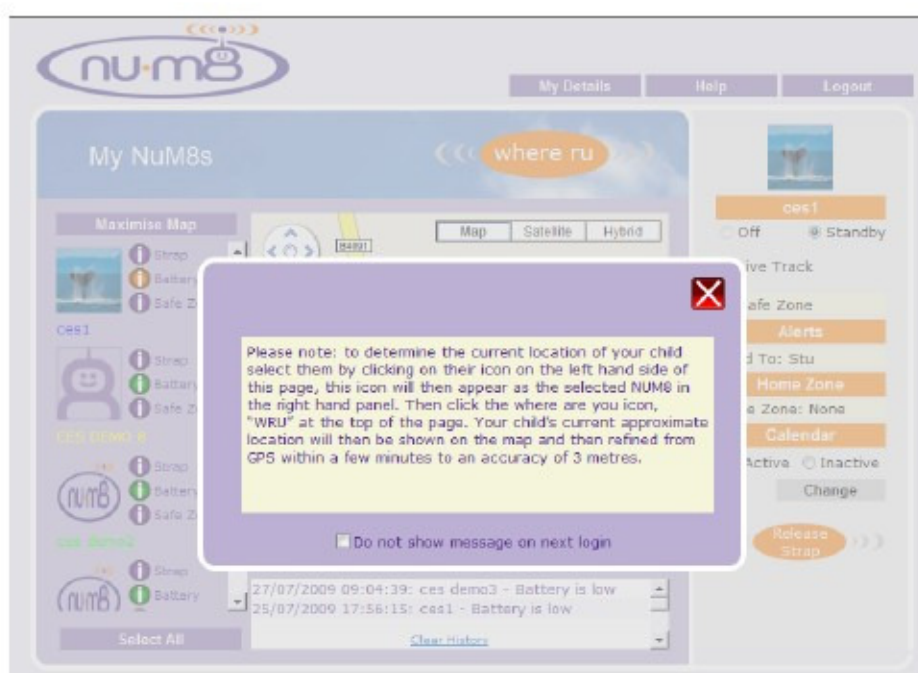 nu·m8
My Details
Help
Logout
My NuM8s
where ru
Maximise Map
Strap
Battery
Safe Z
ces1
Strap
Battery
Safe Z
CES DEMO 8
Strap
Battery
Safe Z
ces demo2
num8
Strap
Battery
num8
Select All
B4091
Map
Satellite
Hybrid
Please note: to determine the current location of your child
select them by clicking on their icon on the left hand side of
this page, this icon will then appear as the selected NUM8 in
the right hand panel. Then click the where are you icon,
"WRU" at the top of the page. Your child's current approximate
location will then be shown on the map and then refined from
GPS within a few minutes to an accuracy of 3 metres.
Do not show message on next login
27/07/2009 09:04:39: ces demo3 - Battery is low
25/07/2009 17:56:15: ces1 - Battery is low
Clear History
ces1
Off
Standby
ive Track
afe Zone
Alerts
d To: Stu
Home Zone
e Zone: None
Calendar
Active
Inactive
Change
Release
Strap